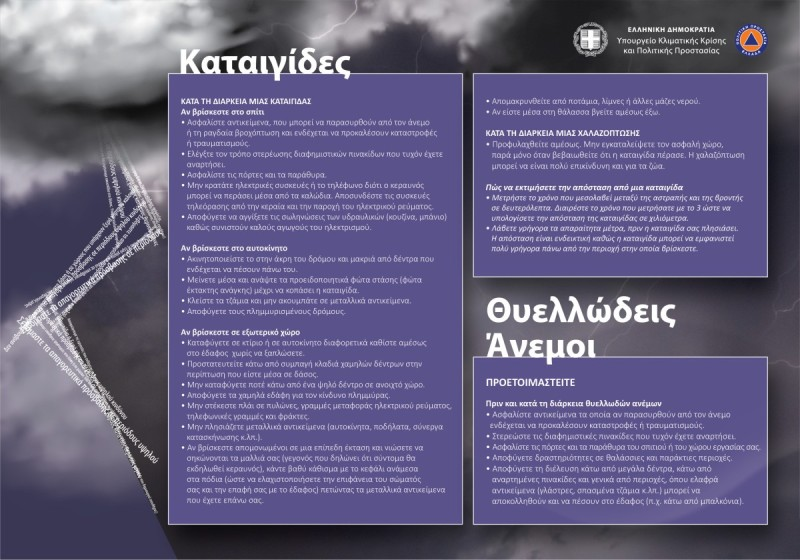 ΕΛΛΗΝΙΚΗ ΔΗΜΟΚΡΑΤΙΑ
Υπουργείο Κλιματικής Κρίσης
και Πολιτικής Προστασίας
Καταιγίδες
ΚΑΤΑ ΤΗ ΔΙΑΡΚΕΙΑ ΜΙΑΣ ΚΑΤΑΙΓΙΔΑΣ
Αν βρίσκεστε στο σπίτι
• Ασφαλίστε αντικείμενα, που μπορεί να παρασυρθούν από τον άνεμο
ή τη ραγδαία βροχόπτωση και ενδέχεται να προκαλέσουν καταστροφές
ή τραυματισμούς.
• Ελέγξτε τον τρόπο στερέωσης διαφημιστικών πινακίδων που τυχόν έχετε
αναρτήσει.
• Ασφαλίστε τις πόρτες και τα παράθυρα.
• Μην κρατάτε ηλεκτρικές συσκευές ή το τηλέφωνο διότι ο κεραυνός
μπορεί να περάσει μέσα από τα καλώδια. Αποσυνδέστε τις συσκευές
τηλεόρασης από την κεραία και την παροχή του ηλεκτρικού ρεύματος.
• Αποφύγετε να αγγίξετε τις σωληνώσεις των υδραυλικών (κουζίνα, μπάνιο)
καθώς συνιστούν καλούς αγωγούς του ηλεκτρισμού.
Αν βρίσκεστε στο αυτοκίνητο
• Ακινητοποιείστε το στην άκρη του δρόμου και μακριά από δέντρα που
ενδέχεται να πέσουν πάνω του.
• Μείνετε μέσα και ανάψτε τα προειδοποιητικά φώτα στάσης (φώτα
έκτακτης ανάγκης) μέχρι να κοπάσει η καταιγίδα.
• Κλείστε τα τζάμια και μην ακουμπάτε σε μεταλλικά αντικείμενα.
• Αποφύγετε τους πλημμυρισμένους δρόμους.
Αν βρίσκεστε σε εξωτερικό χώρο
• Καταφύγετε σε κτίριο ή σε αυτοκίνητο διαφορετικά καθίστε αμέσως
στο έδαφος χωρίς να ξαπλώσετε.
• Προστατευτείτε κάτω από συμπαγή κλαδιά χαμηλών δέντρων στην
περίπτωση που είστε μέσα σε δάσος.
• Μην καταφύγετε ποτέ κάτω από ένα ψηλό δέντρο σε ανοιχτό χώρο.
• Αποφύγετε τα χαμηλά εδάφη για τον κίνδυνο πλημμύρας.
• Μην στέκεστε πλάι σε πυλώνες, γραμμές μεταφοράς ηλεκτρικού ρεύματος,
τηλεφωνικές γραμμές και φράκτες.
• Μην πλησιάζετε μεταλλικά αντικείμενα (αυτοκίνητα, ποδήλατα, σύνεργα
κατασκήνωσης κ.λπ.).
• Αν βρίσκεστε απομονωμένοι σε μια επίπεδη έκταση και νιώσετε να
σηκώνονται τα μαλλιά σας (γεγονός που δηλώνει ότι σύντομα θα
εκδηλωθεί κεραυνός), κάντε βαθύ κάθισμα με το κεφάλι ανάμεσα
στα πόδια (ώστε να ελαχιστοποιήσετε την επιφάνεια του σώματός
σας και την επαφή σας με το έδαφος) πετώντας τα μεταλλικά αντικείμενα
που έχετε επάνω σας.
• Απομακρυνθείτε από ποτάμια, λίμνες ή άλλες μάζες νερού.
• Αν είστε μέσα στη θάλασσα βγείτε αμέσως έξω.
ΚΑΤΑ ΤΗ ΔΙΑΡΚΕΙΑ ΜΙΑΣ ΧΑΛΑΖΟΠΤΩΣΗΣ
• Προφυλαχθείτε αμέσως. Μην εγκαταλείψετε τον ασφαλή χώρο,
παρά μόνο όταν βεβαιωθείτε ότι η καταιγίδα πέρασε. Η χαλαζόπτωση
μπορεί να είναι πολύ επικίνδυνη και για τα ζώα.
Πώς να εκτιμήσετε την απόσταση από μια καταιγίδα
• Μετρήστε το χρόνο που μεσολαβεί μεταξύ της αστραπής και της βροντής
σε δευτερόλεπτα. Διαιρέστε το χρόνο που μετρήσατε με το 3 ώστε να
υπολογίσετε την απόσταση της καταιγίδας σε χιλιόμετρα.
• Λάβετε γρήγορα τα απαραίτητα μέτρα, πριν η καταιγίδα σας πλησιάσει.
Η απόσταση είναι ενδεικτική καθώς η καταιγίδα μπορεί να εμφανιστεί
πολύ γρήγορα πάνω από την περιοχή στην οποία βρίσκεστε.
Θυελλώδεις
Άνεμοι
ΠΡΟΕΤΟΙΜΑΣΤΕΙΤΕ
Πριν και κατά τη διάρκεια θυελλωδών ανέμων
• Ασφαλίστε αντικείμενα τα οποία αν παρασυρθούν από τον άνεμο
ενδέχεται να προκαλέσουν καταστροφές ή τραυματισμούς.
• Στερεώστε τις διαφημιστικές πινακίδες που τυχόν έχετε αναρτήσει.
• Ασφαλίστε τις πόρτες και τα παράθυρα του σπιτιού ή του χώρου εργασίας σας.
• Αποφύγετε δραστηριότητες σε θαλάσσιες και παράκτιες περιοχές.
• Αποφύγετε τη διέλευση κάτω από μεγάλα δέντρα, κάτω από
αναρτημένες πινακίδες και γενικά από περιοχές, όπου ελαφρά
αντικείμενα (γλάστρες, σπασμένα τζάμια κ.λπ.) μπορεί να
αποκολληθούν και να πέσουν στο έδαφος (π.χ. κάτω από μπαλκόνια).